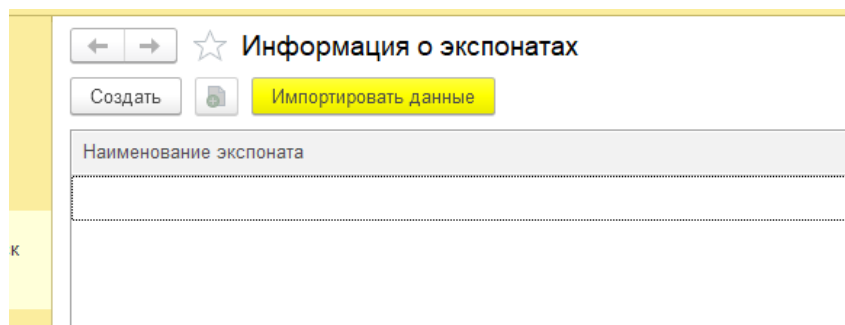 Информация о экспонатах
Создать Импортировать данные
Наименование экспоната
к